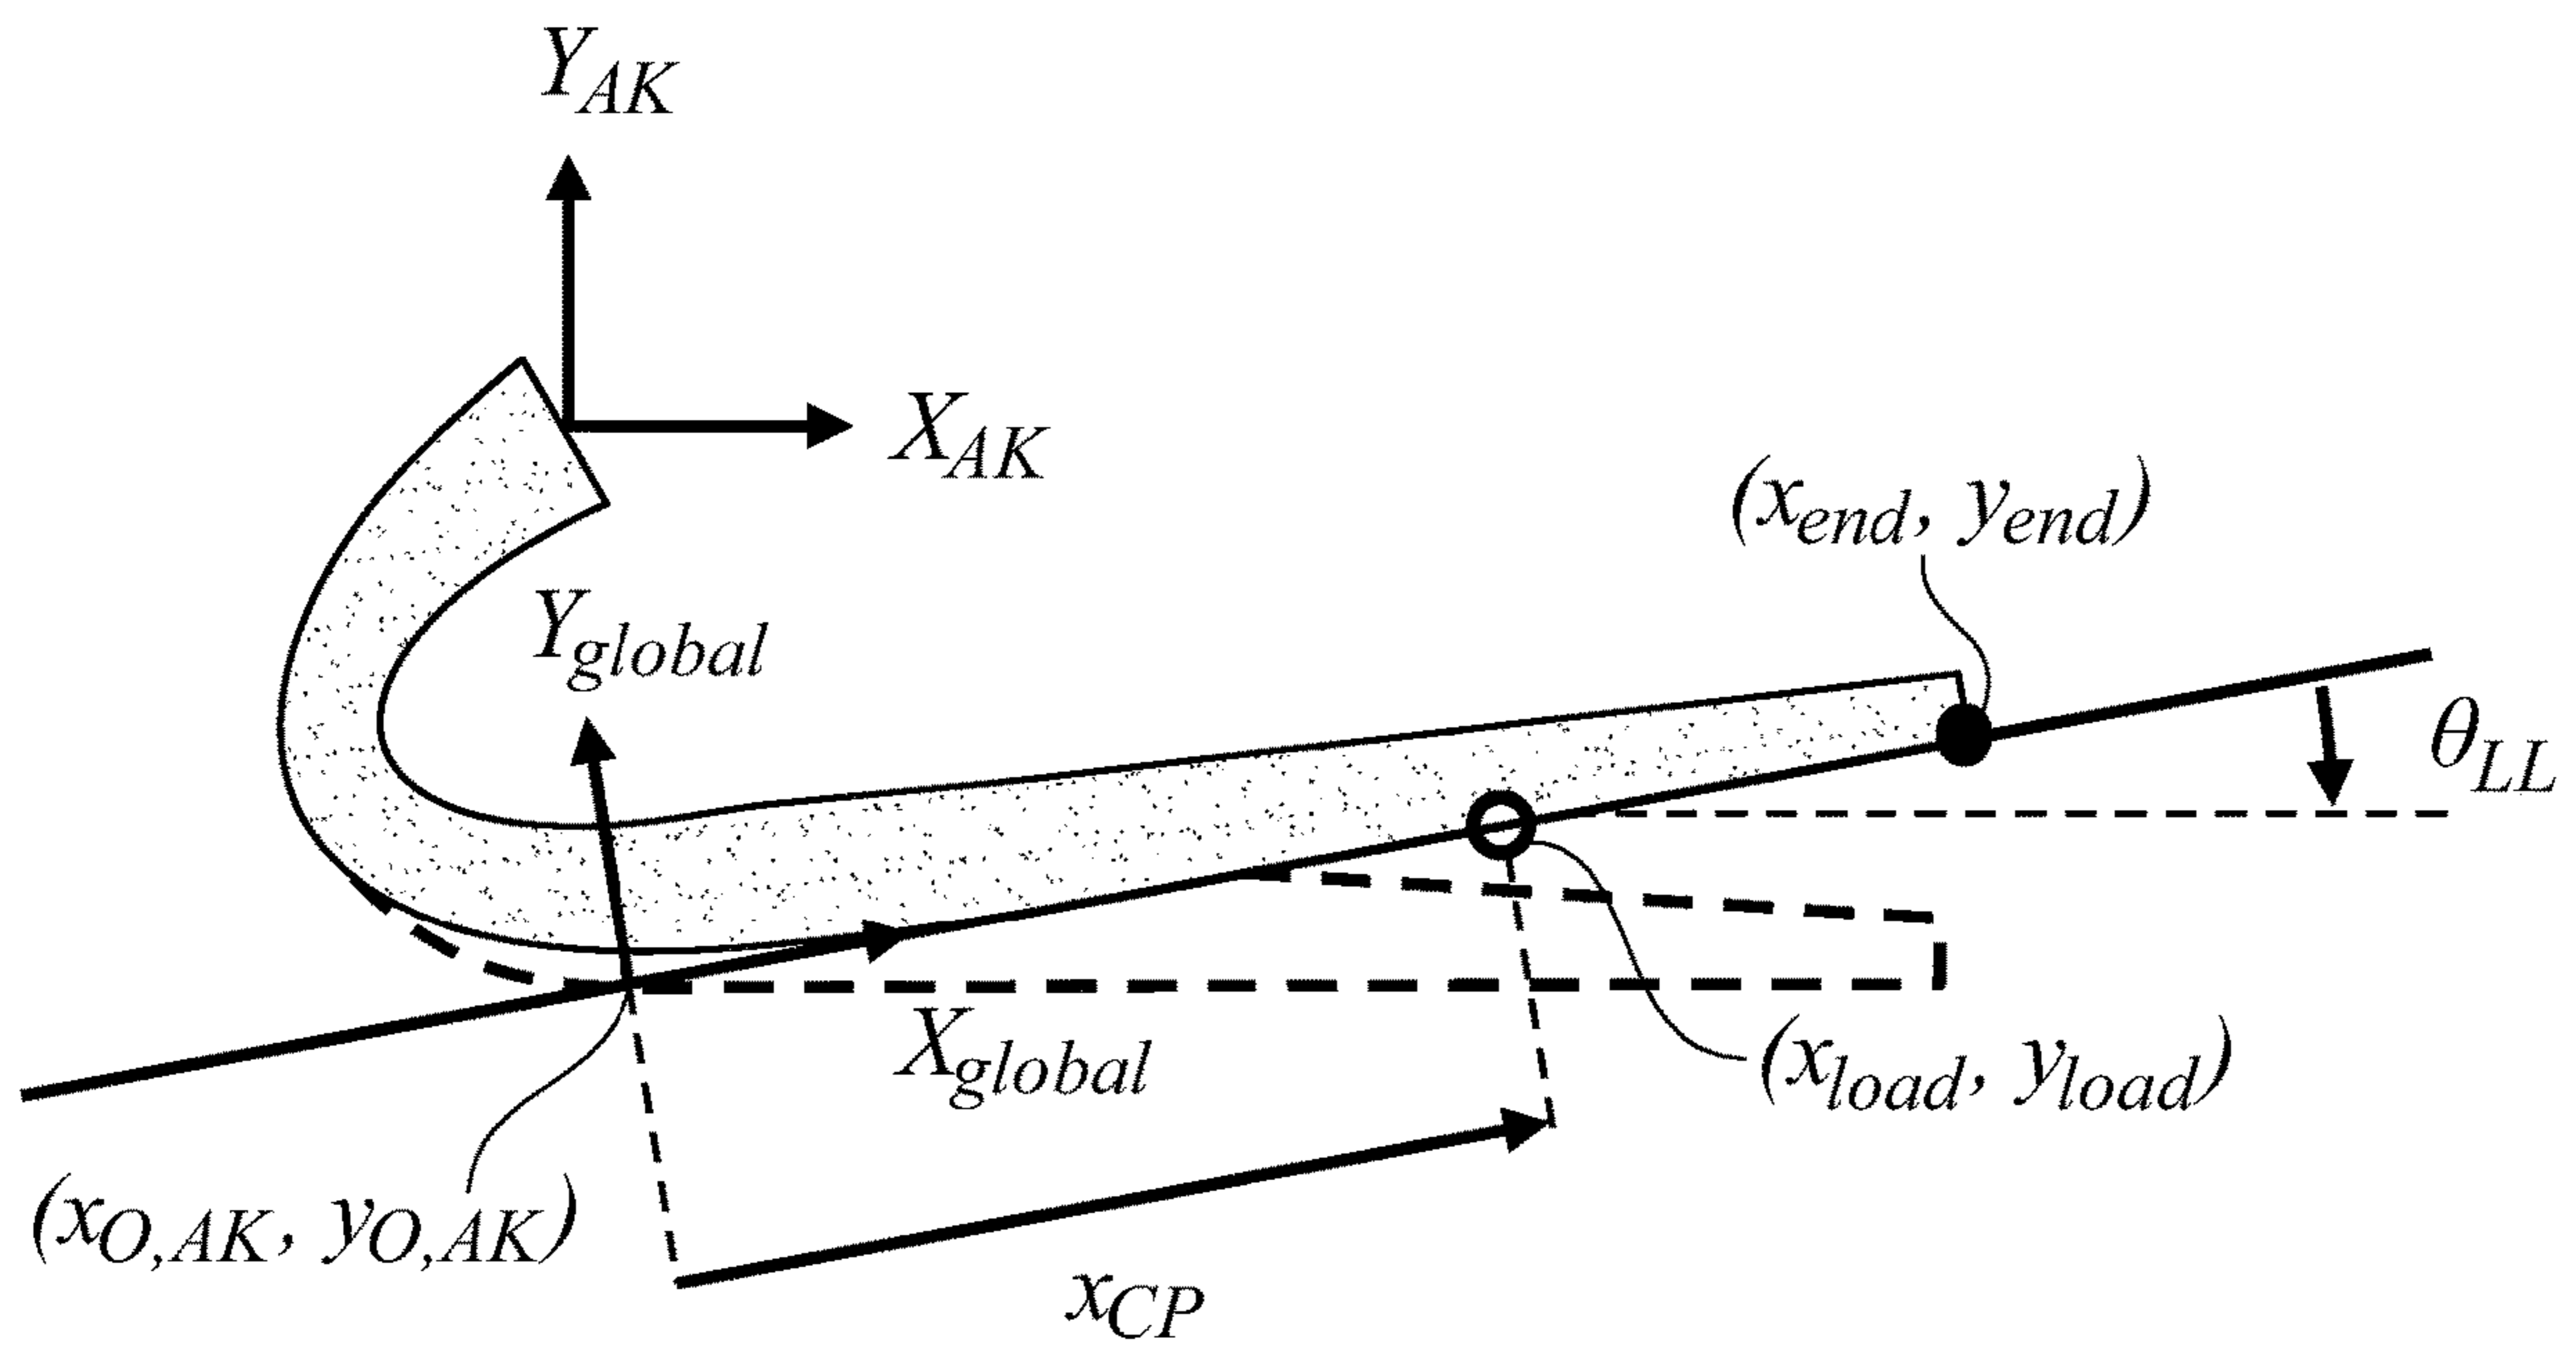 Y_AK
X_AK
(x_end, y_end)
Y_global
θ_LL
X_global
(x_load, y_load)
(x_O,AK, y_O,AK)
x_CP